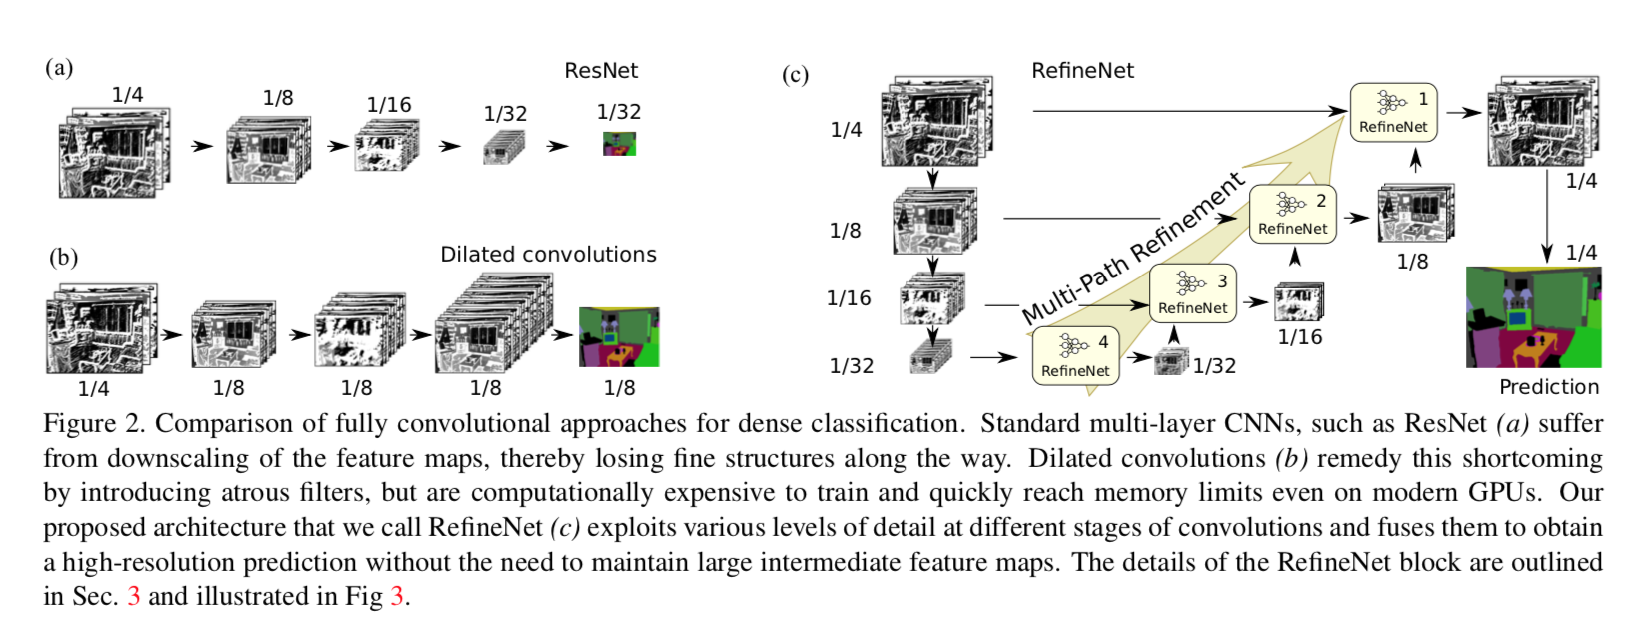 (a)
ResNet
1/4
1/8
1/16
1/32
1/32
(b)
Dilated convolutions
1/4
1/8
1/8
1/8
1/8
(c)
RefineNet
1/4
1/8
1/16
1/32
Multi-Path Refinement
1
RefineNet
2
RefineNet
3
RefineNet
4
RefineNet
1/32
1/16
1/8
1/4
1/4
Prediction
Figure 2. Comparison of fully convolutional approaches for dense classification. Standard multi-layer CNNs, such as ResNet (a) suffer
from downscaling of the feature maps, thereby losing fine structures along the way. Dilated convolutions (b) remedy this shortcoming
by introducing atrous filters, but are computationally expensive to train and quickly reach memory limits even on modern GPUs. Our
proposed architecture that we call RefineNet (c) exploits various levels of detail at different stages of convolutions and fuses them to obtain
a high-resolution prediction without the need to maintain large intermediate feature maps. The details of the RefineNet block are outlined
in Sec. 3 and illustrated in Fig 3.